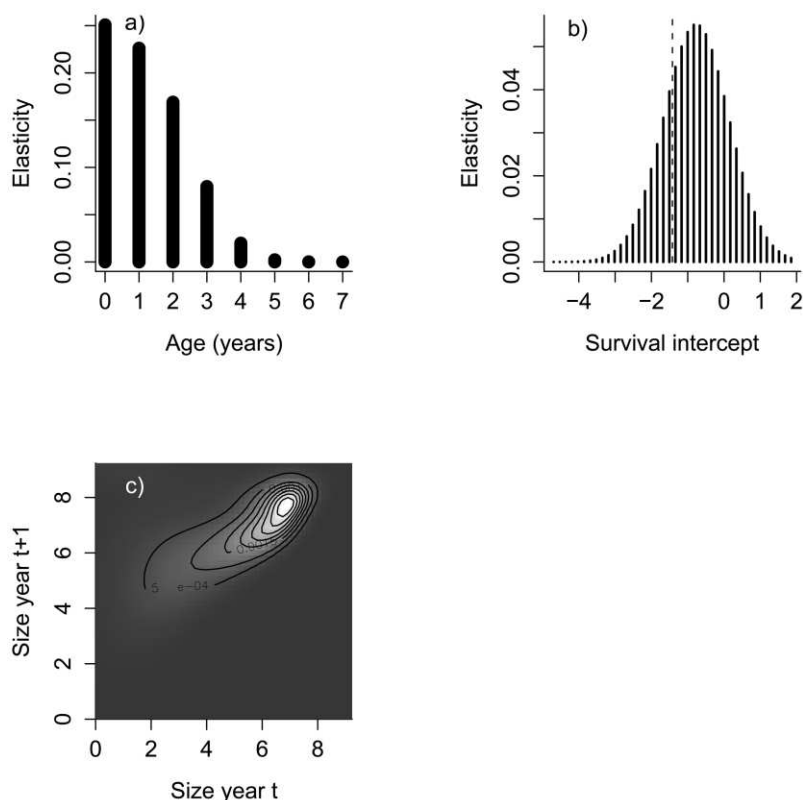 a)
Elasticity
0.00 0.10 0.20
0 1 2 3 4 5 6 7
Age (years)
b)
Elasticity
0.00 0.02 0.04
−4 −2 0 1 2
Survival intercept
c)
Size year t+1
0 2 4 6 8
5 e−04
0 2 4 6 8
Size year t